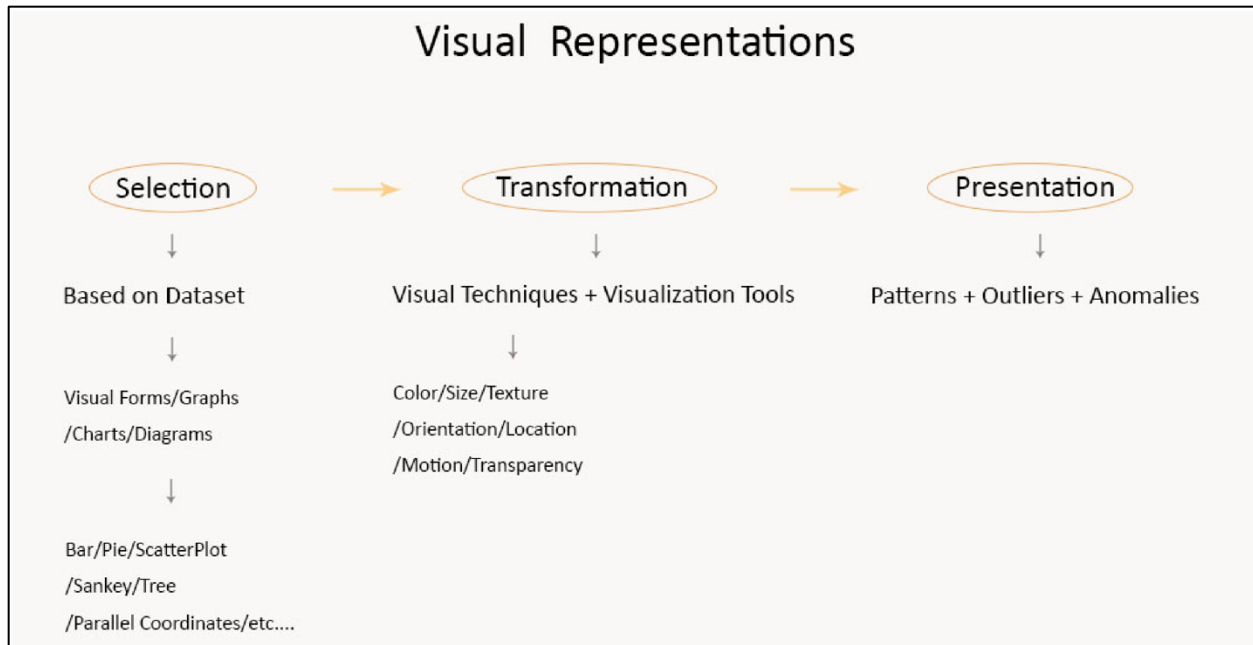 Visual Representations
Selection
Transformation
Presentation
Based on Dataset
Visual Techniques + Visualization Tools
Patterns + Outliers + Anomalies
Visual Forms/Graphs
/Charts/Diagrams
Color/Size/Texture
/Orientation/Location
/Motion/Transparency
Bar/Pie/ScatterPlot
/Sankey/Tree
/Parallel Coordinates/etc....